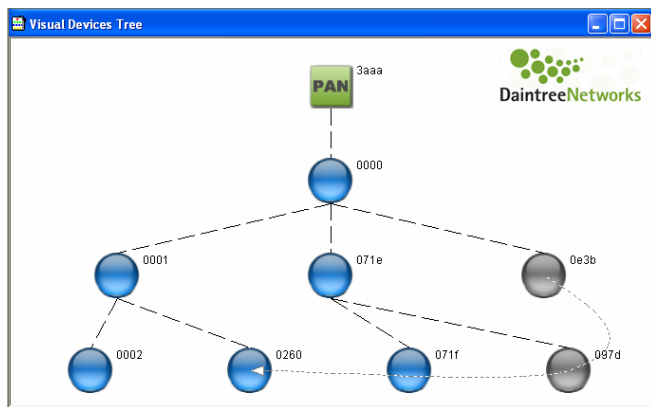 Visual Devices Tree
DaintreeNetworks
3aaa
PAN
0000
0001
071e
0e3b
0002
0260
071f
097d